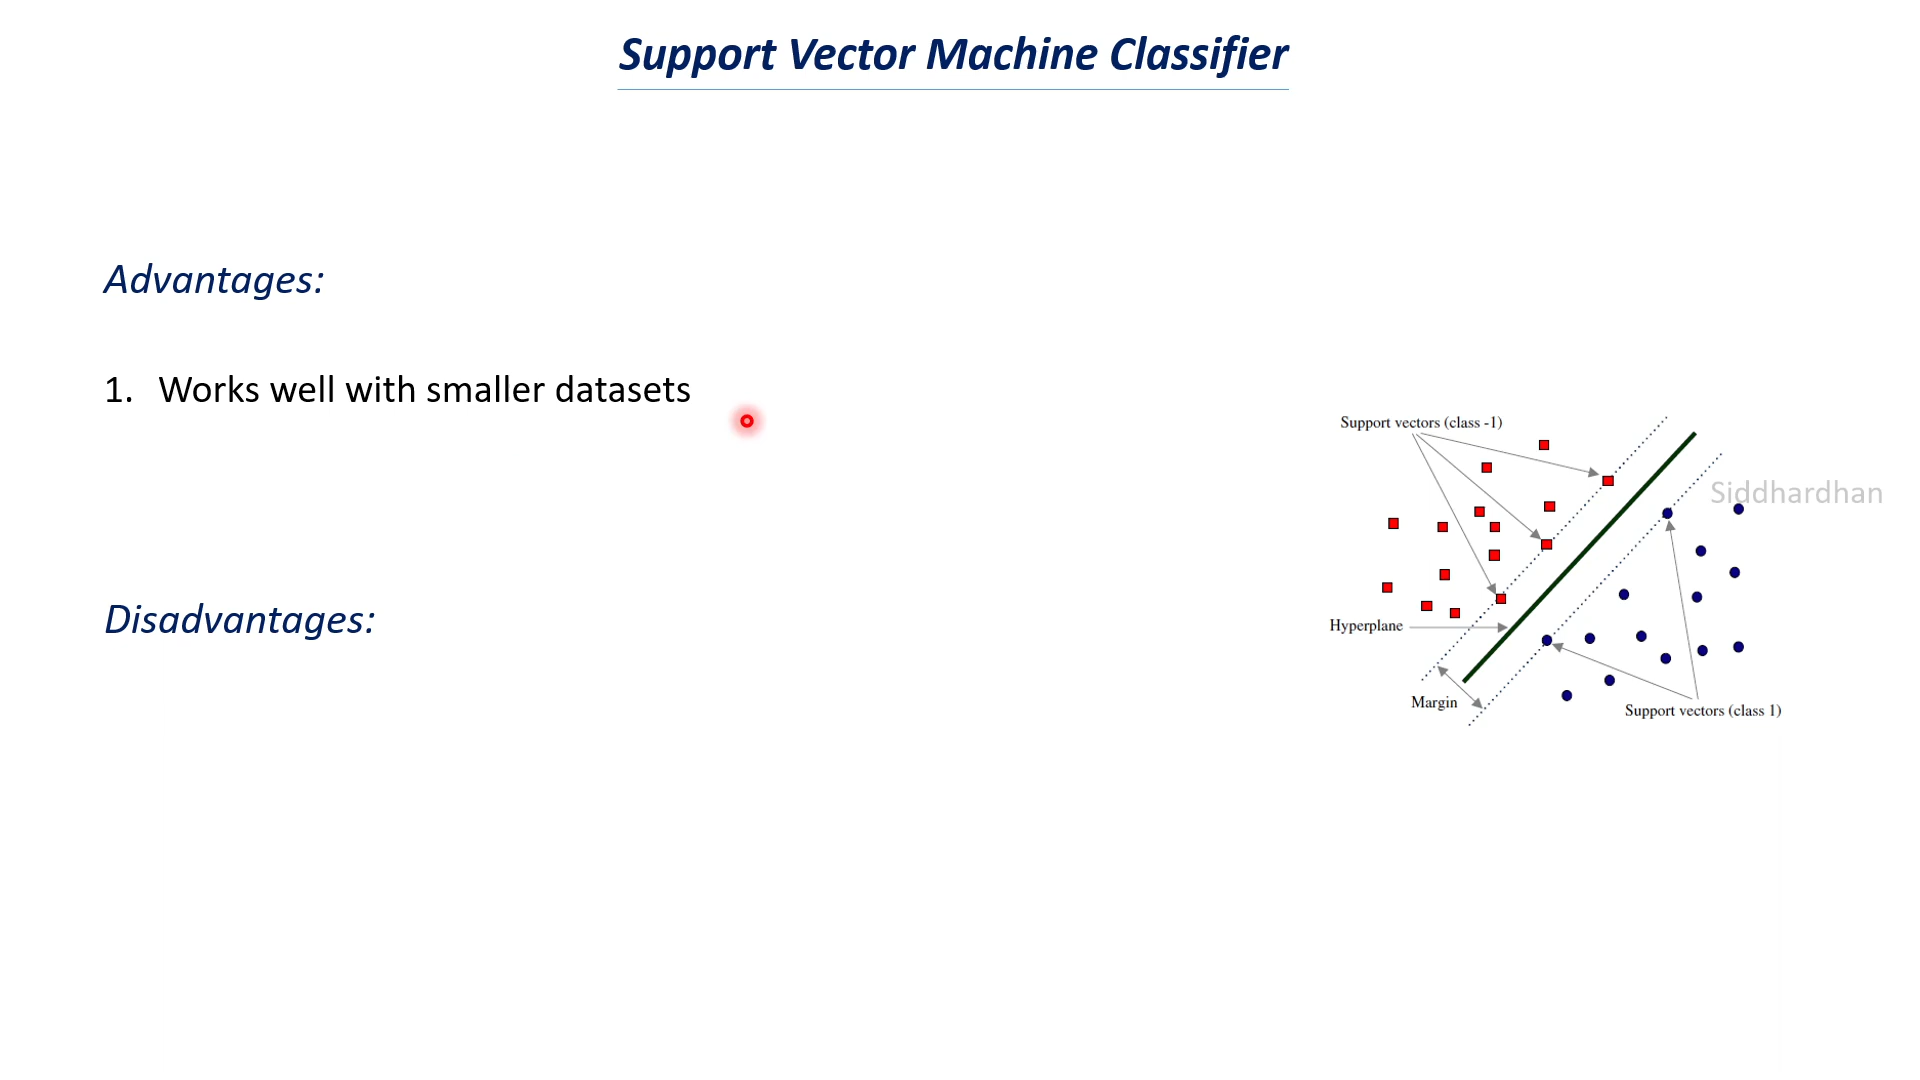 Support Vector Machine Classifier
Advantages:
1. Works well with smaller datasets
Support vectors (class -1)
Siddhardhan
Disadvantages:
Hyperplane
Margin
Support vectors (class 1)